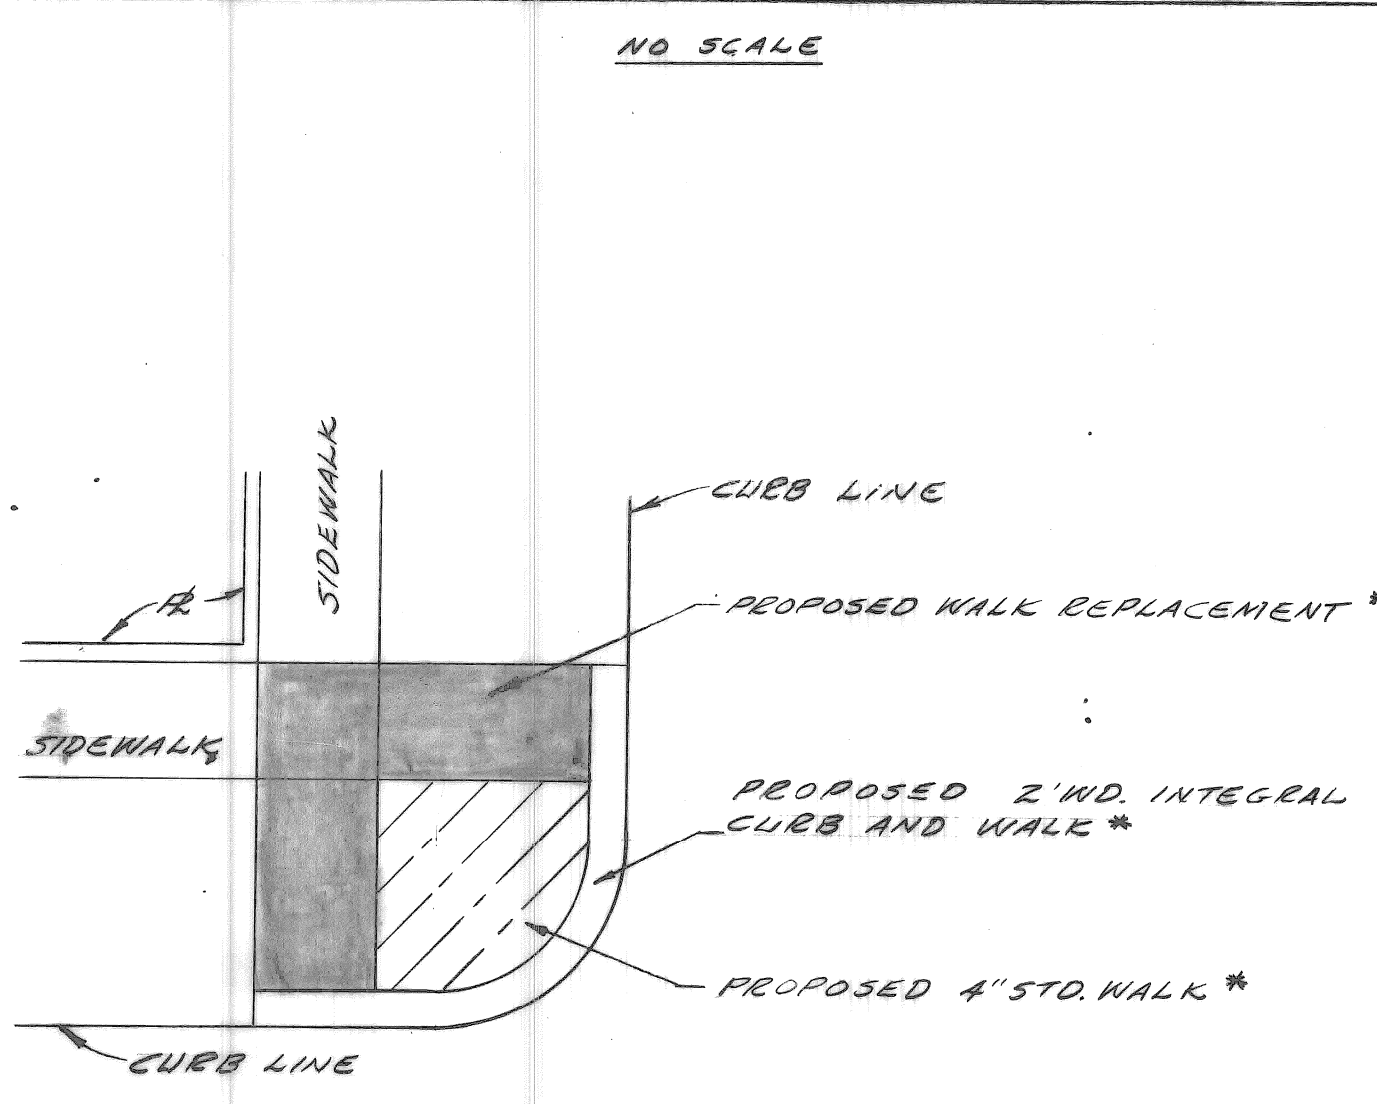 NO SCALE
SIDEWALK
CURB LINE
PL
PROPOSED WALK REPLACEMENT *
SIDEWALK
PROPOSED 2'WD. INTEGRAL
CURB AND WALK *
PROPOSED 4" STD. WALK *
CURB LINE